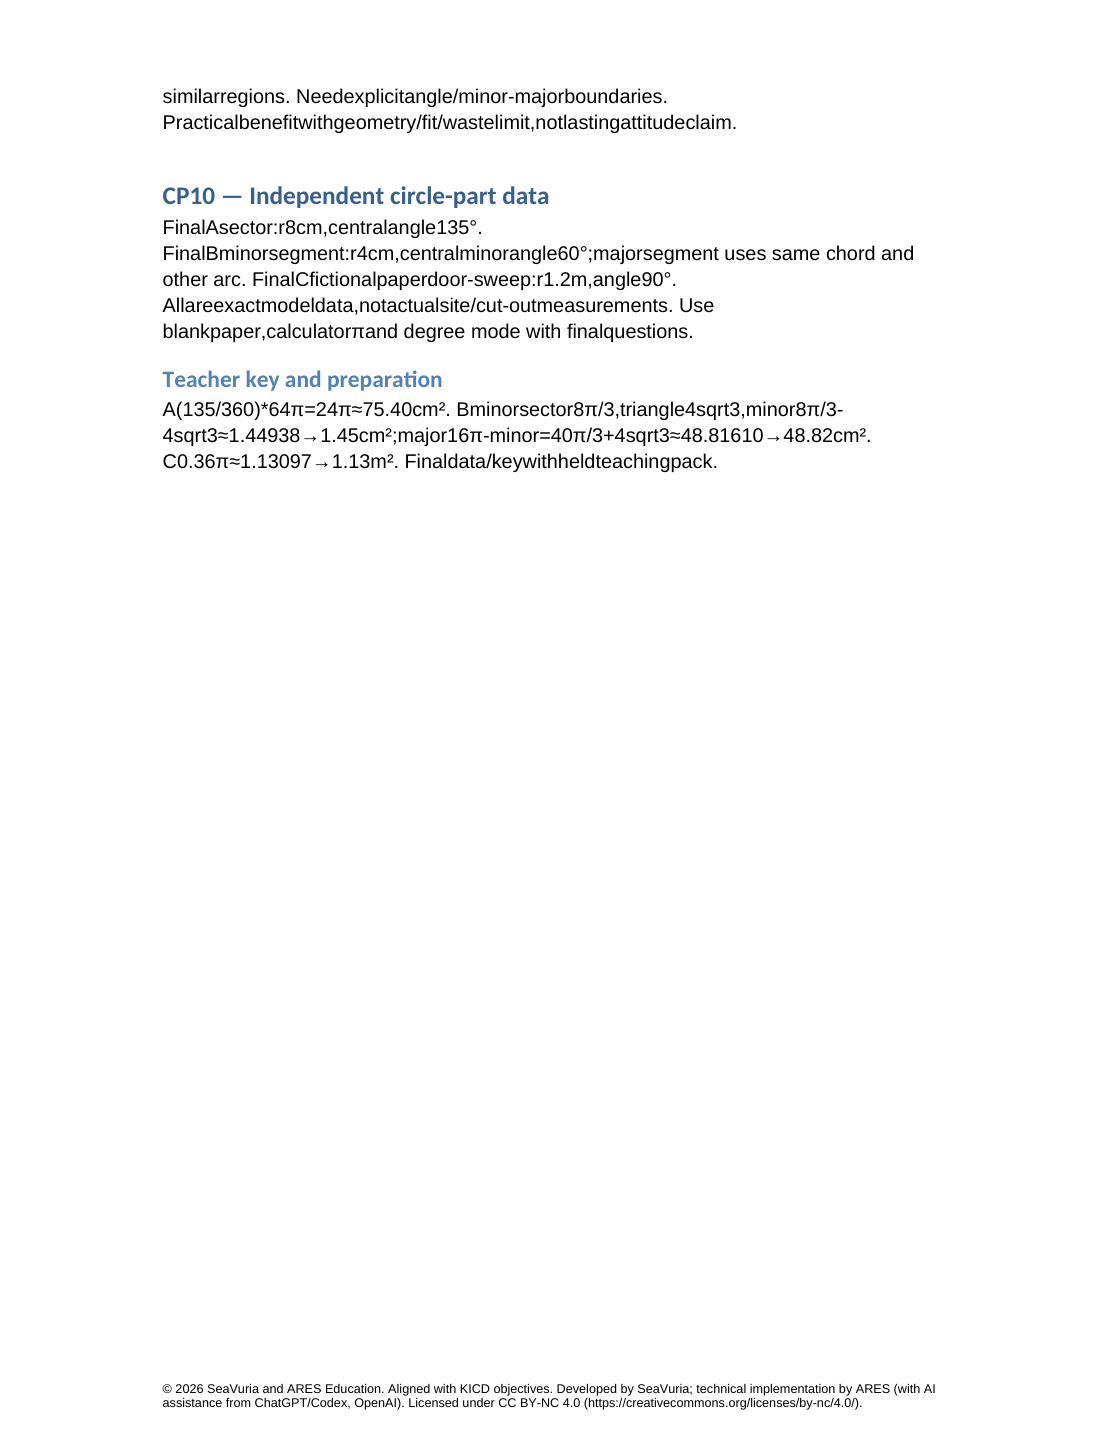 similarregions. Needexplicitangle/minor-majorboundaries.
Practicalbenefitwithgeometry/fit/wastelimit,notlastingattitudeclaim.
CP10 — Independent circle-part data
FinalAsector:r8cm,centralangle135°.
FinalBminorsegment:r4cm,centralminorangle60°;majorsegment uses same chord and
other arc. FinalCfictionalpaperdoor-sweep:r1.2m,angle90°.
Allareexactmodeldata,notactualsite/cut-outmeasurements. Use
blankpaper,calculatorπand degree mode with finalquestions.
Teacher key and preparation
A(135/360)*64π=24π≈75.40cm². Bminorsector8π/3,triangle4sqrt3,minor8π/3-
4sqrt3≈1.44938→1.45cm²;major16π-minor=40π/3+4sqrt3≈48.81610→48.82cm².
C0.36π≈1.13097→1.13m². Finaldata/keywithheldteachingpack.
© 2026 SeaVuria and ARES Education. Aligned with KICD objectives. Developed by SeaVuria; technical implementation by ARES (with AI
assistance from ChatGPT/Codex, OpenAI). Licensed under CC BY-NC 4.0 (https://creativecommons.org/licenses/by-nc/4.0/).